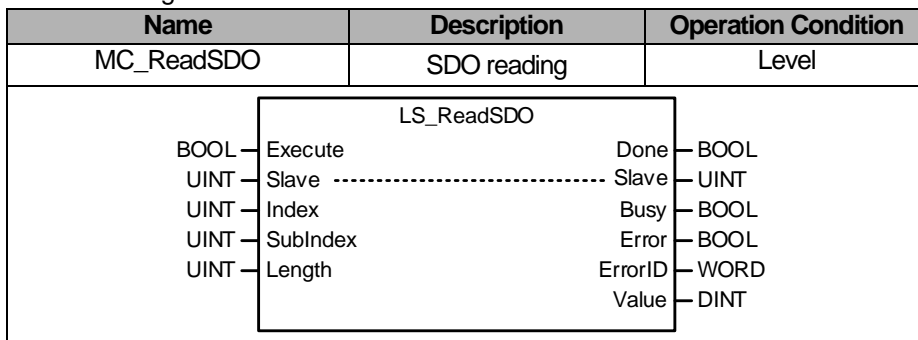 Name Description Operation Condition
MC_ReadSDO SDO reading Level
LS_ReadSDO
BOOL Execute Done BOOL
UINT Slave Slave UINT
UINT Index Busy BOOL
UINT SubIndex Error BOOL
UINT Length ErrorID WORD
Value DINT